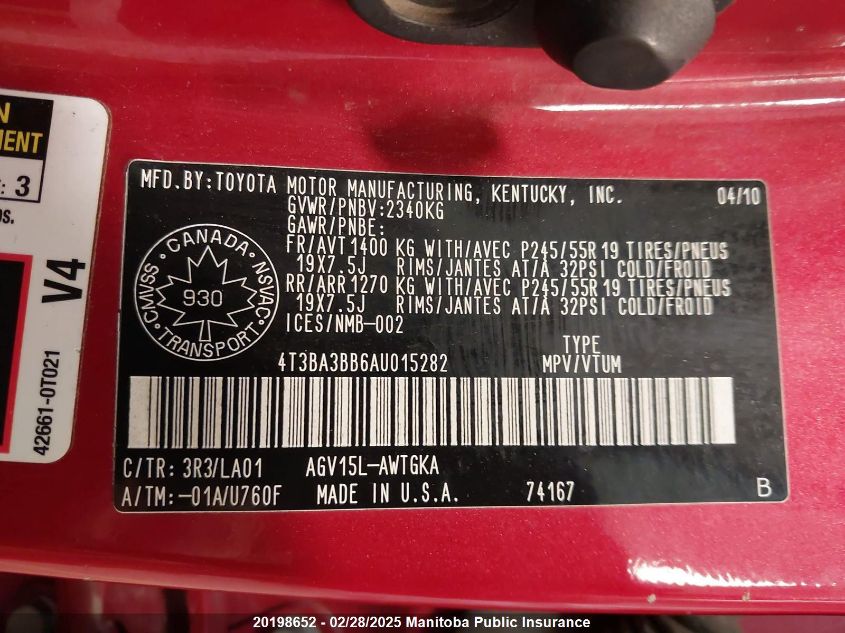 N
MENT
: 3
OS.
V4
42661-0T021
MFD.BY:TOYOTA MOTOR MANUFACTURING, KENTUCKY, INC. 04/10
GVWR/PNBV:2340KG
GAWR/PNBE:
FR/AVT1400 KG WITH/AVEC P245/55R19 TIRES/PNEUS
19X7.5J RIMS/JANTES AT/À 32PSI COLD/FROID
RR/ARR1270 KG WITH/AVEC P245/55R19 TIRES/PNEUS
19X7.5J RIMS/JANTES AT/À 32PSI COLD/FROID
ICES/NMB-002
CANADA
CMVSS
NSVAC
930
TRANSPORT
TYPE
4T3BA3BB6AU015282 MPV/VTUM
C/TR: 3R3/LA01 AGV15L-AWTGKA
A/TM:-01A/U760F MADE IN U.S.A. 74167 B
20198652 - 02/28/2025 Manitoba Public Insurance